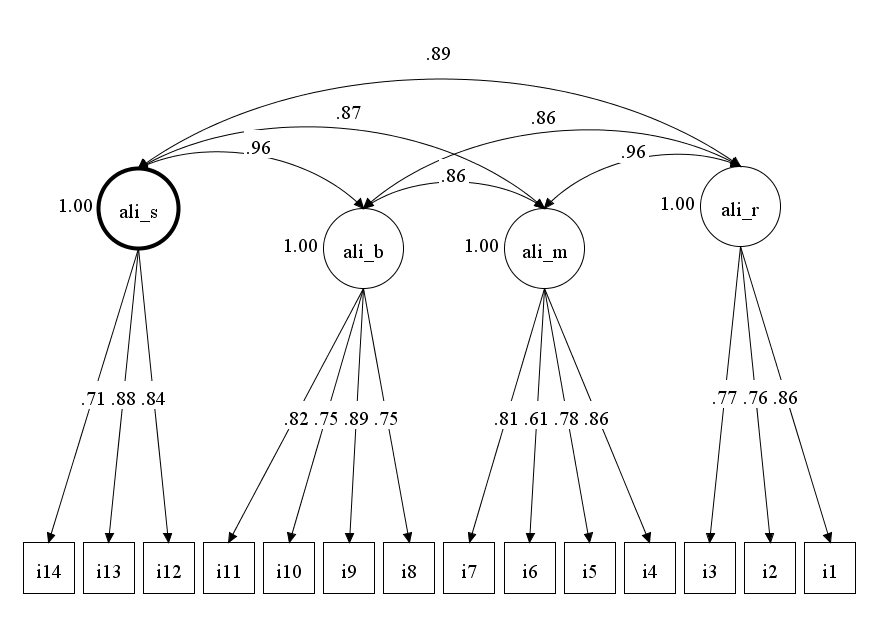 .89
.87 .86
.96 .96
.86
1.00 ali_s 1.00 ali_r
1.00 ali_b 1.00 ali_m
.71 .88 .84 .77 .76 .86
.82 .75 .89 .75 .81 .61 .78 .86
i14 i13 i12 i11 i10 i9 i8 i7 i6 i5 i4 i3 i2 i1